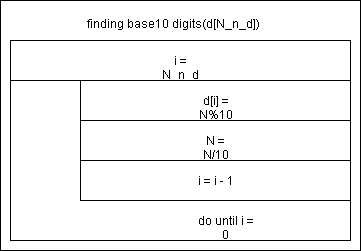 finding base10 digits(d[N_n_d])
i =
N_n_d
d[i] =
N%10
N =
N/10
i = i - 1
do until i =
0